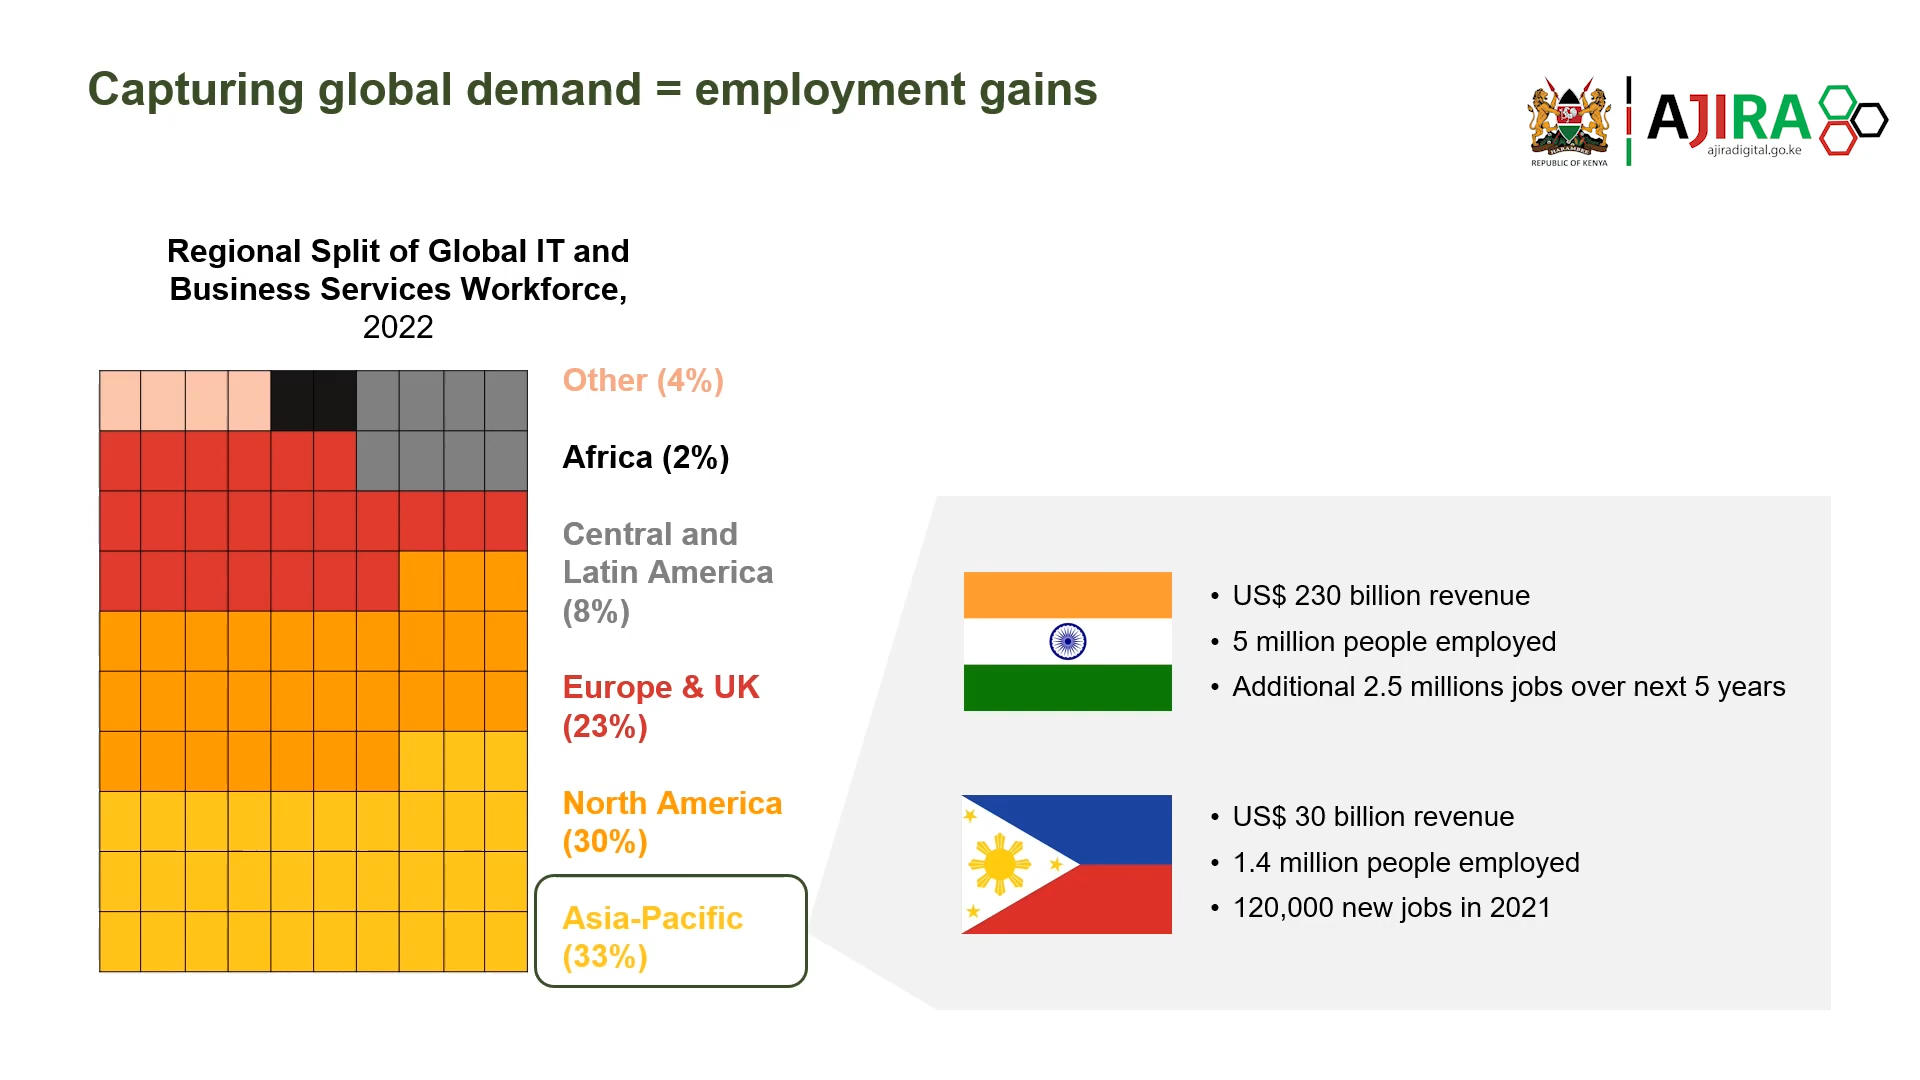 Capturing global demand = employment gains
REPUBLIC OF KENYA
AJIRA
ajiradigital.go.ke
Regional Split of Global IT and
Business Services Workforce,
2022
Other (4%)
Africa (2%)
Central and
Latin America
(8%)
Europe & UK
(23%)
North America
(30%)
Asia-Pacific
(33%)
• US$ 230 billion revenue
• 5 million people employed
• Additional 2.5 millions jobs over next 5 years
• US$ 30 billion revenue
• 1.4 million people employed
• 120,000 new jobs in 2021